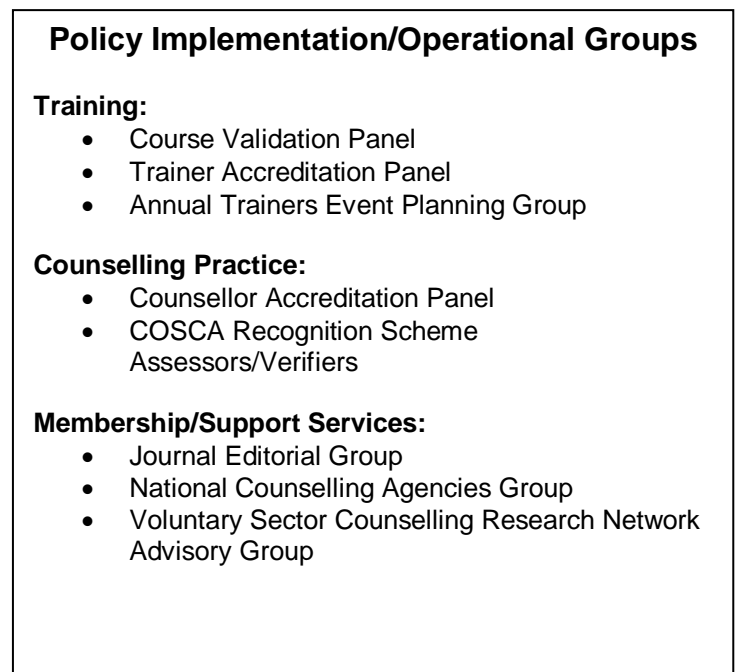 Policy Implementation/Operational Groups
Training:
• Course Validation Panel
• Trainer Accreditation Panel
• Annual Trainers Event Planning Group
Counselling Practice:
• Counsellor Accreditation Panel
• COSCA Recognition Scheme
Assessors/Verifiers
Membership/Support Services:
• Journal Editorial Group
• National Counselling Agencies Group
• Voluntary Sector Counselling Research Network
Advisory Group